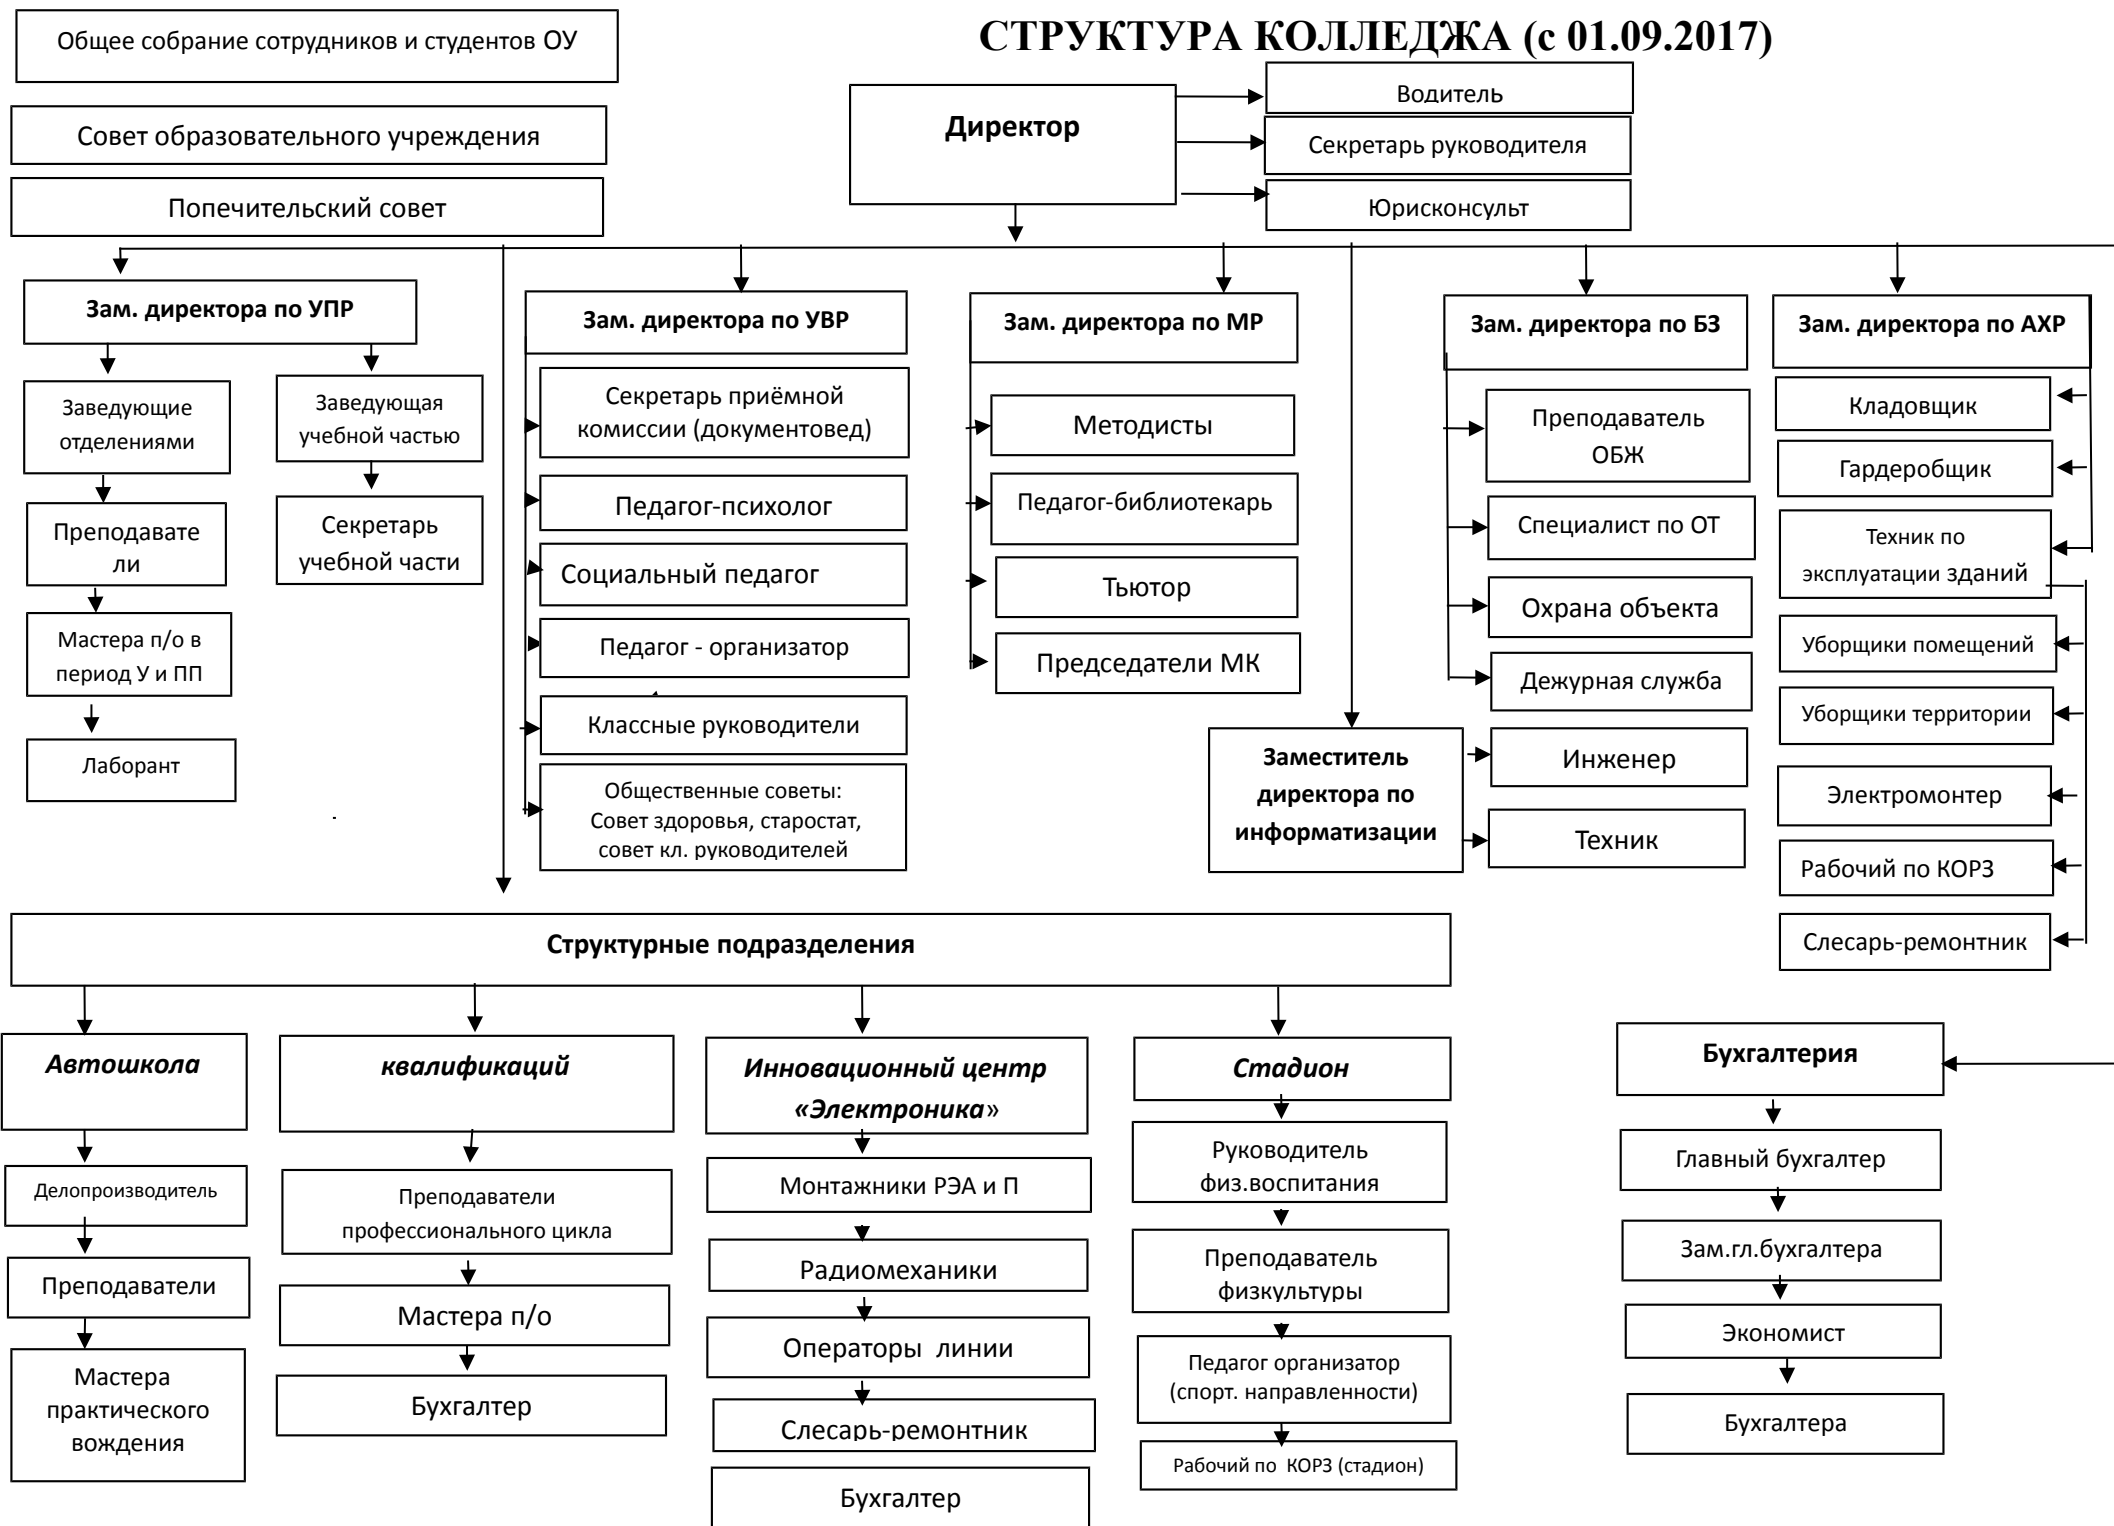 СТРУКТУРА КОЛЛЕДЖА (с 01.09.2017)
Общее собрание сотрудников и студентов ОУ
Совет образовательного учреждения
Попечительский совет
Директор
Водитель
Секретарь руководителя
Юрисконсульт
Зам. директора по УПР
Заведующие
отделениями
Преподавате
ли
Мастера п/о в
период У и ПП
Лаборант
Заведующая
учебной частью
Секретарь
учебной части
Зам. директора по УВР
Секретарь приёмной
комиссии (документовед)
Педагог-психолог
Социальный педагог
Педагог - организатор
Классные руководители
Общественные советы:
Совет здоровья, старостат,
совет кл. руководителей
Зам. директора по МР
Методисты
Педагог-библиотекарь
Тьютор
Председатели МК
Заместитель
директора по
информатизации
Инженер
Техник
Зам. директора по БЗ
Преподаватель
ОБЖ
Специалист по ОТ
Охрана объекта
Дежурная служба
Зам. директора по АХР
Кладовщик
Гардеробщик
Техник по
эксплуатации зданий
Уборщики помещений
Уборщики территории
Электромонтер
Рабочий по КОРЗ
Слесарь-ремонтник
Структурные подразделения
Автошкола
Делопроизводитель
Преподаватели
Мастера
практического
вождения
квалификаций
Преподаватели
профессионального цикла
Мастера п/о
Бухгалтер
Инновационный центр
«Электроника»
Монтажники РЭА и П
Радиомеханики
Операторы линии
Слесарь-ремонтник
Бухгалтер
Стадион
Руководитель
физ.воспитания
Преподаватель
физкультуры
Педагог организатор
(спорт. направленности)
Рабочий по КОРЗ (стадион)
Бухгалтерия
Главный бухгалтер
Зам.гл.бухгалтера
Экономист
Бухгалтера